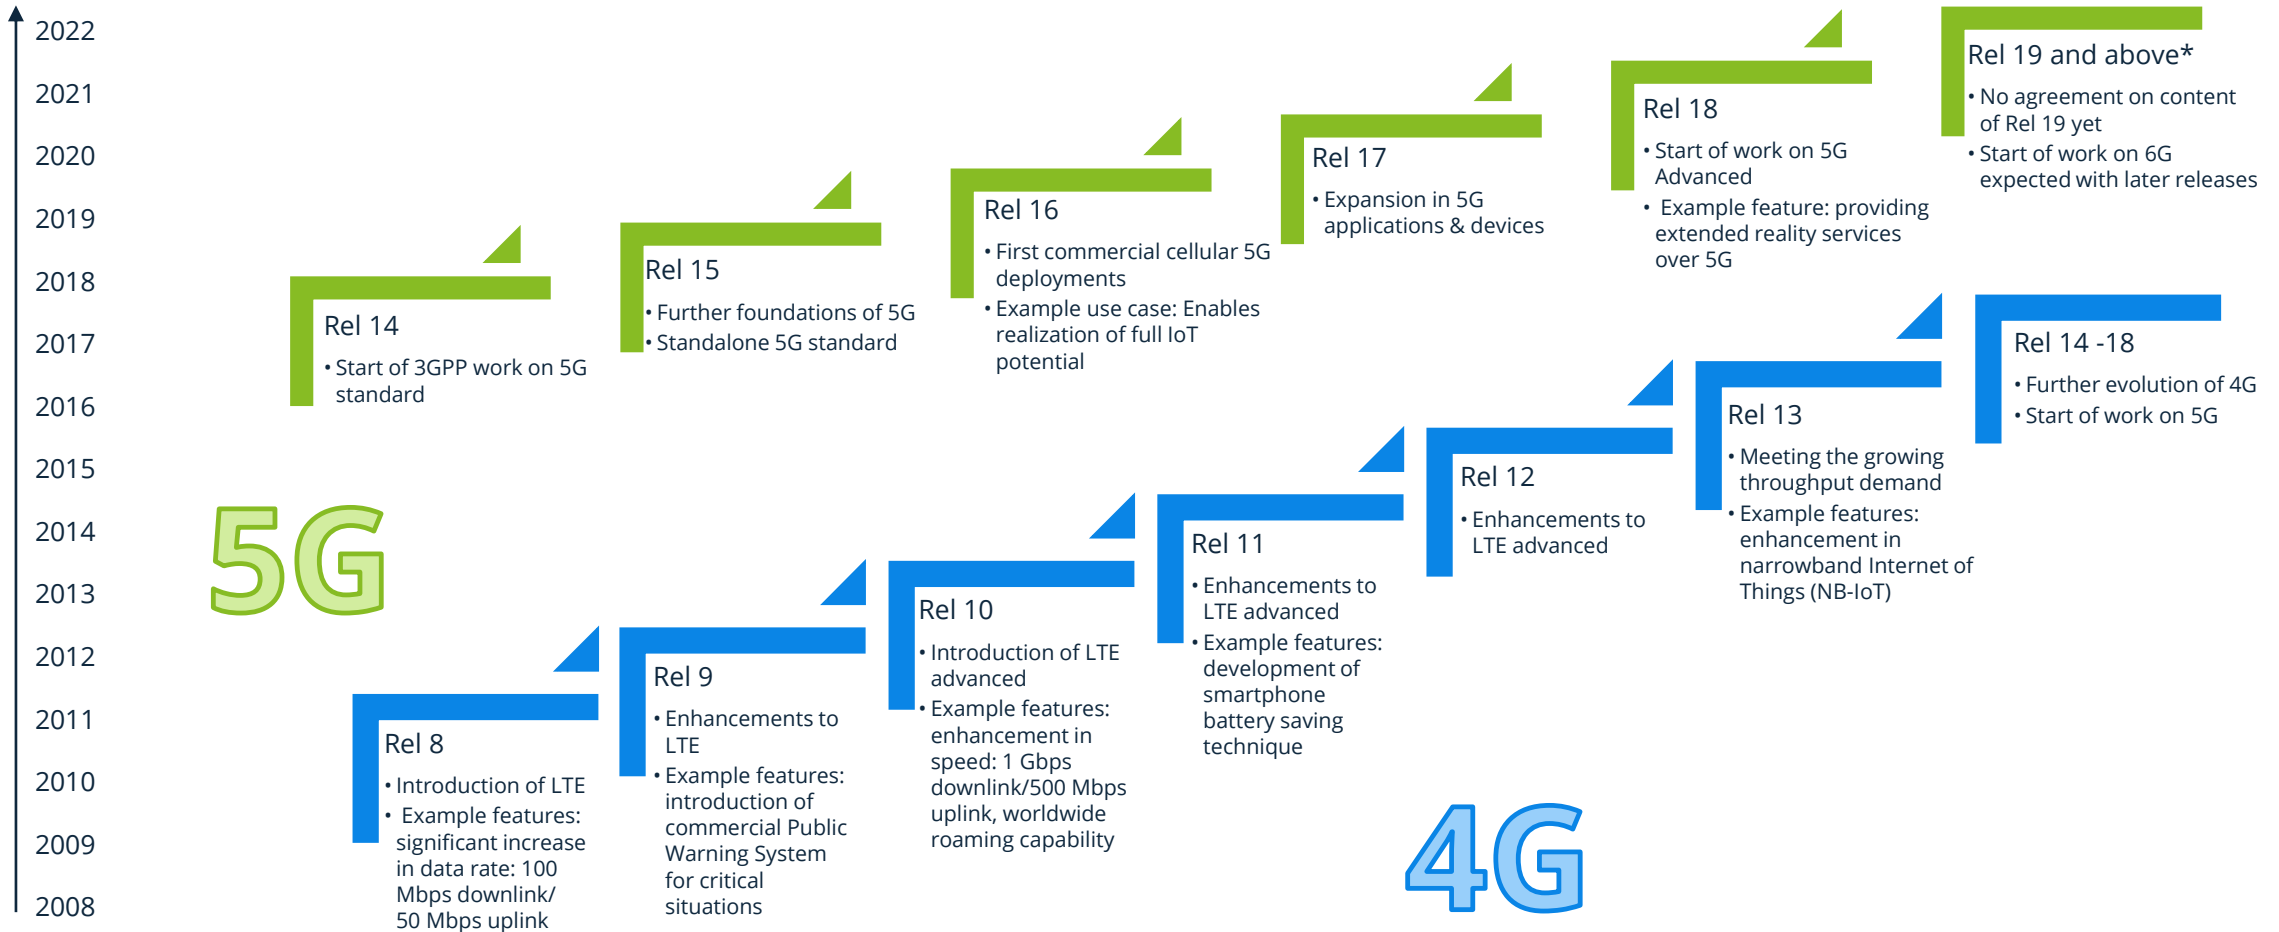 2022
2021
2020
2019
2018
2017
2016
2015
2014
2013
2012
2011
2010
2009
2008
5G
Rel 14
• Start of 3GPP work on 5G
standard
Rel 15
• Further foundations of 5G
• Standalone 5G standard
Rel 16
• First commercial cellular 5G
deployments
• Example use case: Enables
realization of full IoT
potential
Rel 17
• Expansion in 5G
applications & devices
Rel 18
• Start of work on 5G
Advanced
• Example feature: providing
extended reality services
over 5G
Rel 19 and above*
• No agreement on content
of Rel 19 yet
• Start of work on 6G
expected with later releases
Rel 8
• Introduction of LTE
• Example features:
significant increase
in data rate: 100
Mbps downlink/
50 Mbps uplink
Rel 9
• Enhancements to
LTE
• Example features:
introduction of
commercial Public
Warning System
for critical
situations
Rel 10
• Introduction of LTE
advanced
• Example features:
enhancement in
speed: 1 Gbps
downlink/500 Mbps
uplink, worldwide
roaming capability
Rel 11
• Enhancements to
LTE advanced
• Example features:
development of
smartphone
battery saving
technique
Rel 12
• Enhancements to
LTE advanced
Rel 13
• Meeting the growing
throughput demand
• Example features:
enhancement in
narrowband Internet of
Things (NB-IoT)
Rel 14 -18
• Further evolution of 4G
• Start of work on 5G
4G